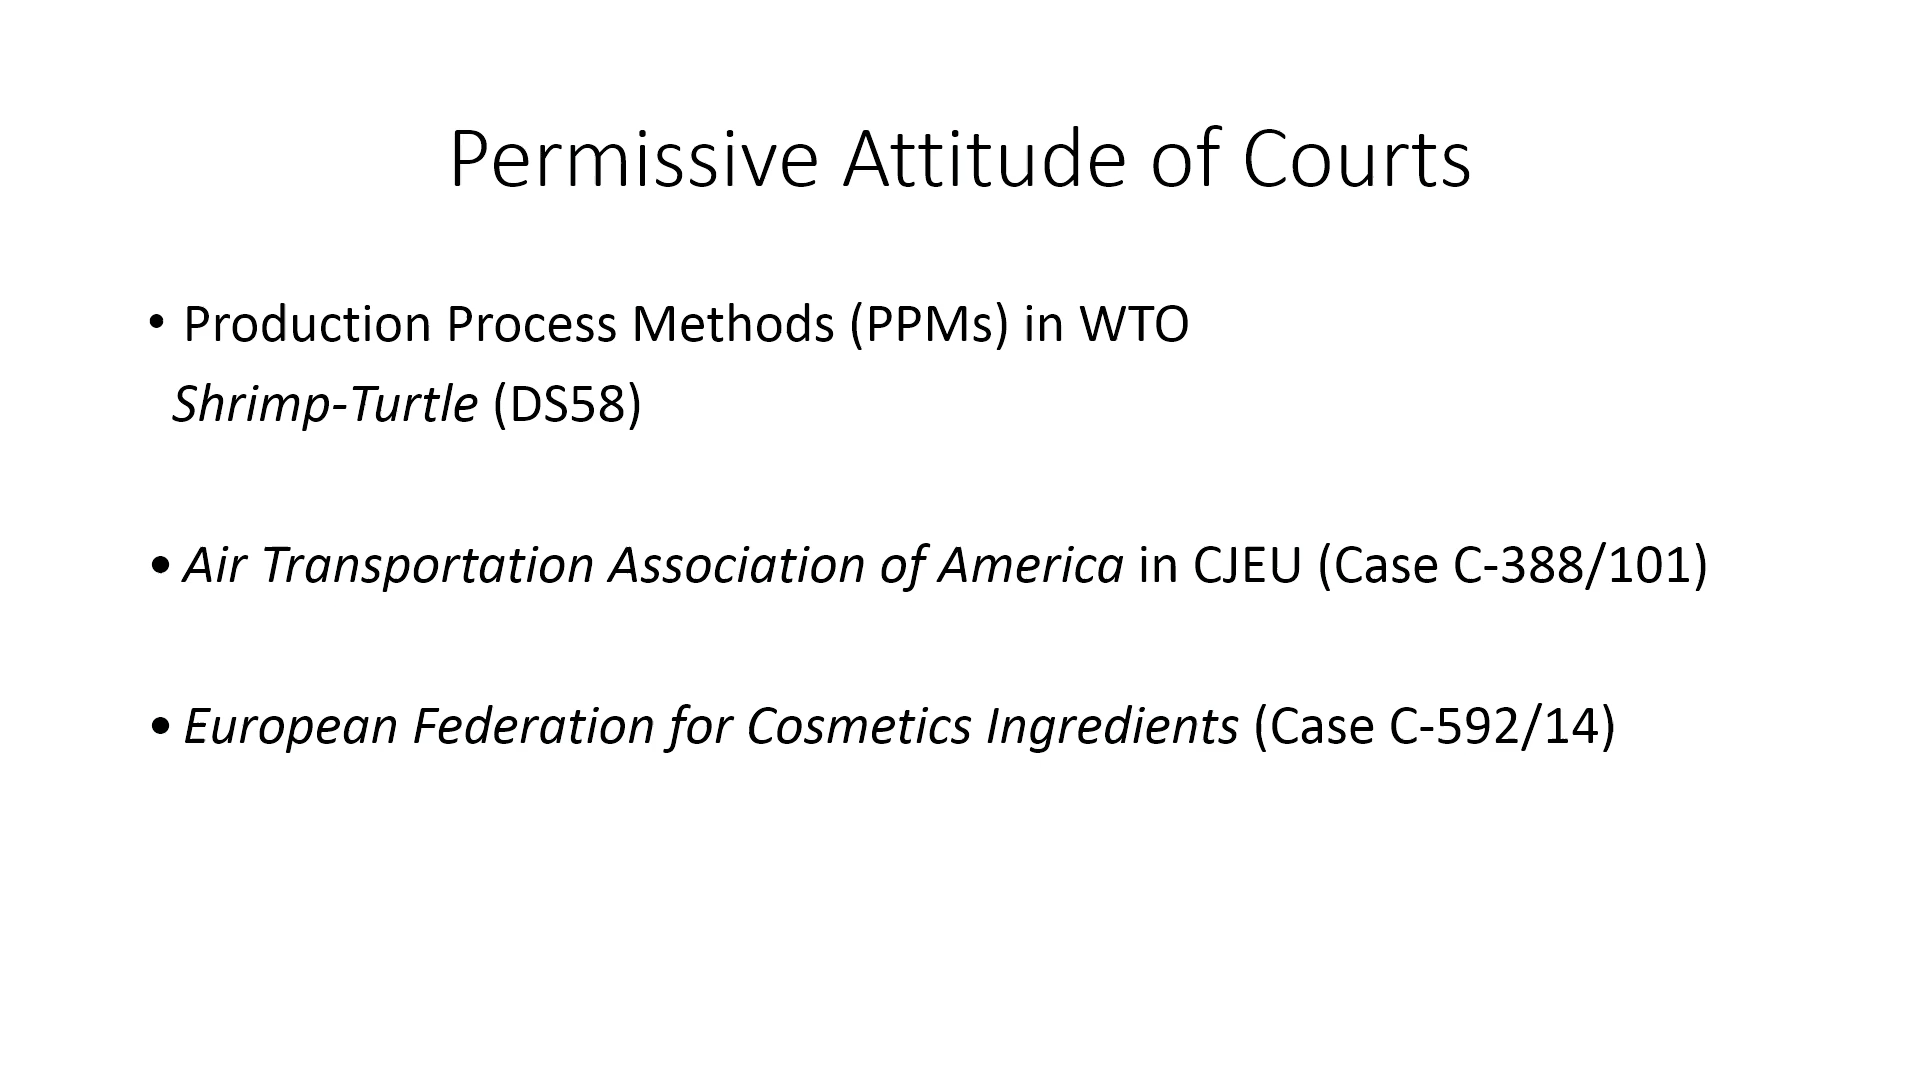 Permissive Attitude of Courts
• Production Process Methods (PPMs) in WTO
Shrimp-Turtle (DS58)
• Air Transportation Association of America in CJEU (Case C-388/101)
• European Federation for Cosmetics Ingredients (Case C-592/14)